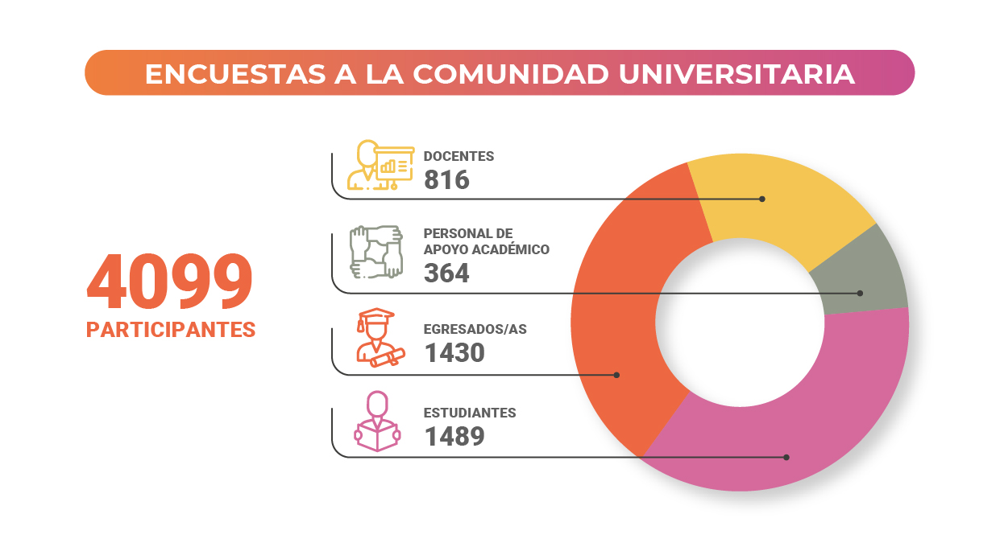 ENCUESTAS A LA COMUNIDAD UNIVERSITARIA
4099
PARTICIPANTES
DOCENTES
816
PERSONAL DE
APOYO ACADÉMICO
364
EGRESADOS/AS
1430
ESTUDIANTES
1489